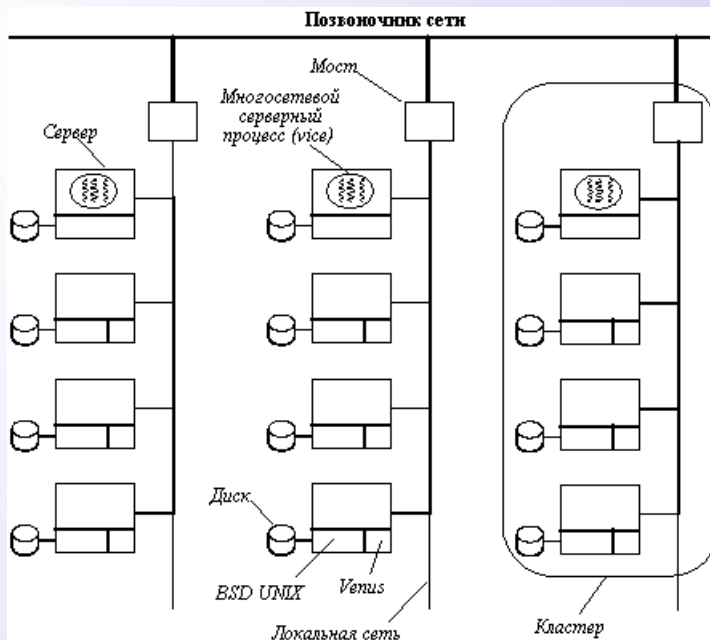 Позвоночник сети
Мост
Многосетевой
серверный
процесс (vice)
Сервер
Диск
BSD UNIX
Venus
Локальная сеть
Кластер